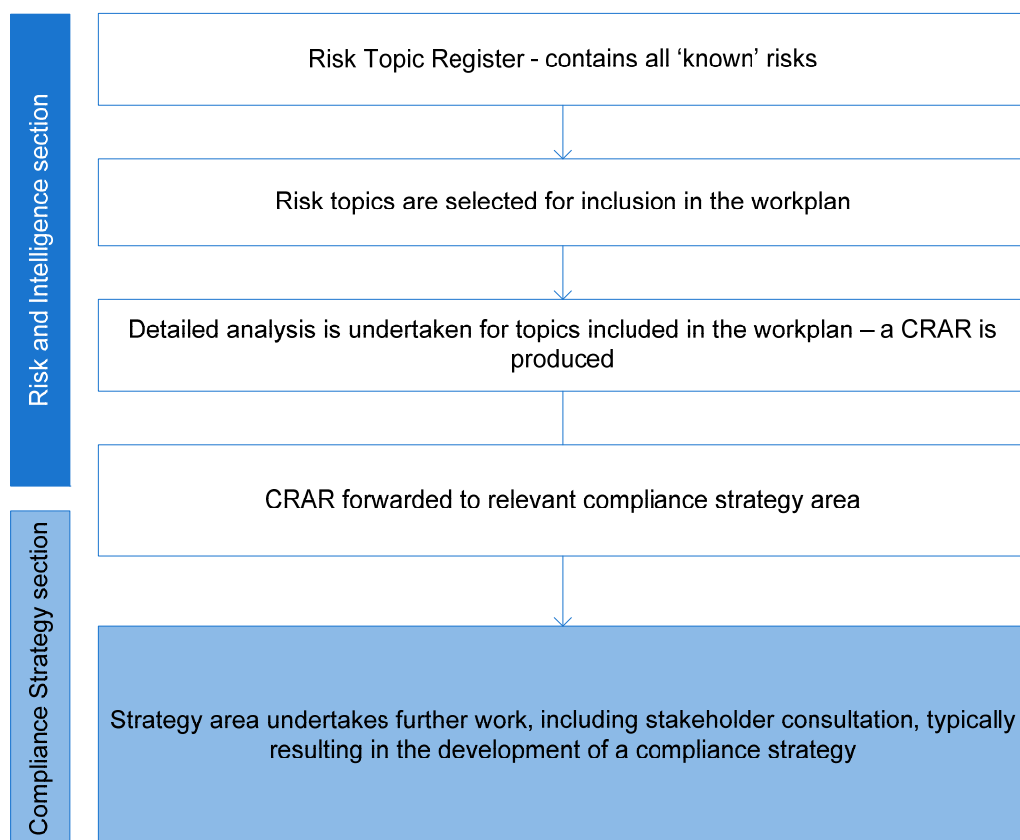 Risk and Intelligence section
Risk Topic Register - contains all ‘known’ risks
Risk topics are selected for inclusion in the workplan
Detailed analysis is undertaken for topics included in the workplan – a CRAR is
produced
CRAR forwarded to relevant compliance strategy area
Compliance Strategy section
Strategy area undertakes further work, including stakeholder consultation, typically
resulting in the development of a compliance strategy